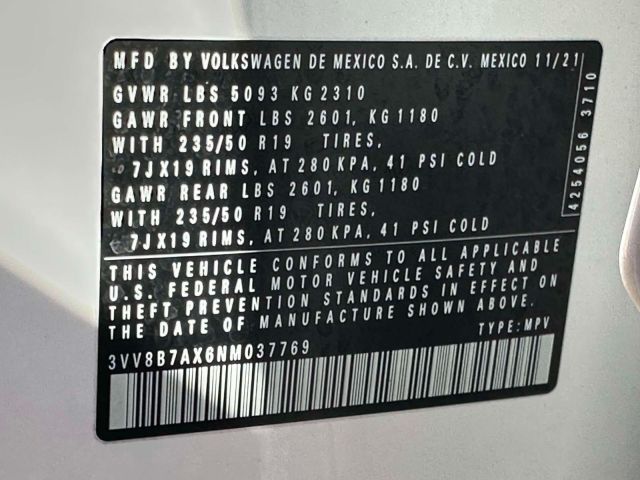 MFD BY VOLKSWAGEN DE MEXICO S.A. DE C.V. MEXICO 11/21
GVWR LBS 5093 KG 2310
GAWR FRONT LBS 2601, KG 1180
WITH 235/50 R19 TIRES,
7JX19 RIMS, AT 280 KPA, 41 PSI COLD
GAWR REAR LBS 2601, KG 1180
WITH 235/50 R19 TIRES,
7JX19 RIMS, AT 280 KPA, 41 PSI COLD
4254056 3710
THIS VEHICLE CONFORMS TO ALL APPLICABLE
U.S. FEDERAL MOTOR VEHICLE SAFETY AND
THEFT PREVENTION STANDARDS IN EFFECT ON
THE DATE OF MANUFACTURE SHOWN ABOVE.
TYPE: MPV
3VV8B7AX6NM037769